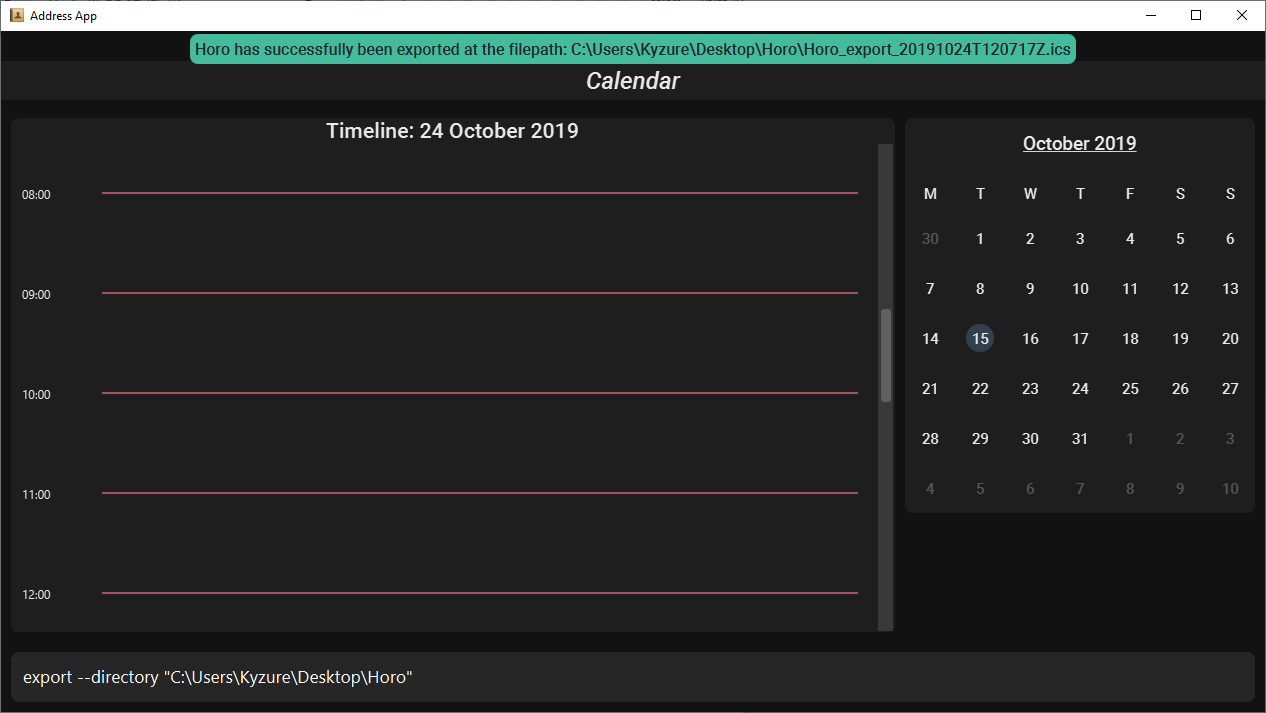 Address App
Horo has successfully been exported at the filepath: C:\Users\Kyzure\Desktop\Horo\Horo_export_20191024T120717Z.ics
Calendar
Timeline: 24 October 2019
08:00
09:00
10:00
11:00
12:00
October 2019
M T W T F S S
30 1 2 3 4 5 6
7 8 9 10 11 12 13
14 15 16 17 18 19 20
21 22 23 24 25 26 27
28 29 30 31 1 2 3
4 5 6 7 8 9 10
export --directory "C:\Users\Kyzure\Desktop\Horo"